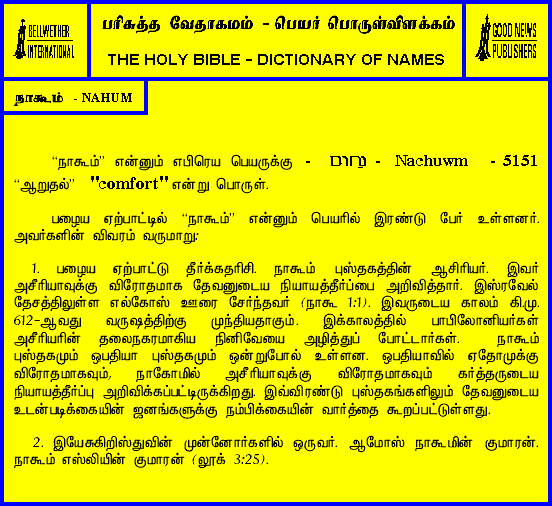 BELLWETHER
INTERNATIONAL
பரிசுத்த வேதாகமம் - பெயர் பொருள்விளக்கம்
THE HOLY BIBLE - DICTIONARY OF NAMES
GOOD NEWS
PUBLISHERS
நாகூம் - NAHUM
“நாகூம்” என்னும் எபிரெய பெயருக்கு - - Nachuwm - 5151
“ஆறுதல்” "comfort" என்று பொருள்.
பழைய ஏற்பாட்டில் “நாகூம்” என்னும் பெயரில் இரண்டு பேர் உள்ளனர்.
அவர்களின் விவரம் வருமாறு:
1. பழைய ஏற்பாட்டு தீர்க்கதரிசி. நாகூம் புஸ்தகத்தின் ஆசிரியர். இவர்
அசீரியாவுக்கு விரோதமாக தேவனுடைய நியாயத்தீர்ப்பை அறிவித்தார். இஸ்ரவேல்
தேசத்திலுள்ள எல்கோஸ் ஊரை சேர்ந்தவர் (நாகூ 1:1). இவருடைய காலம் கி.மு.
612-ஆவது வருஷத்திற்கு முந்தியதாகும். இக்காலத்தில் பாபிலோனியர்கள்
அசீரியரின் தலைநகரமாகிய நினிவேயை அழித்துப் போட்டார்கள். நாகூம்
புஸ்தகமும் ஒபதியா புஸ்தகமும் ஒன்றுபோல் உள்ளன. ஒபதியாவில் ஏதோமுக்கு
விரோதமாகவும், நாகோமில் அசீரியாவுக்கு விரோதமாகவும் கர்த்தருடைய
நியாயத்தீர்ப்பு அறிவிக்கப்பட்டிருக்கிறது. இவ்விரண்டு புஸ்தகங்களிலும் தேவனுடைய
உடன்படிக்கையின் ஜனங்களுக்கு நம்பிக்கையின் வார்த்தை கூறப்பட்டுள்ளது.
2. இயேசுகிறிஸ்துவின் முன்னோர்களில் ஒருவர். ஆமோஸ் நாகூமின் குமாரன்.
நாகூம் எஸ்லியின் குமாரன் (லூக் 3:25).